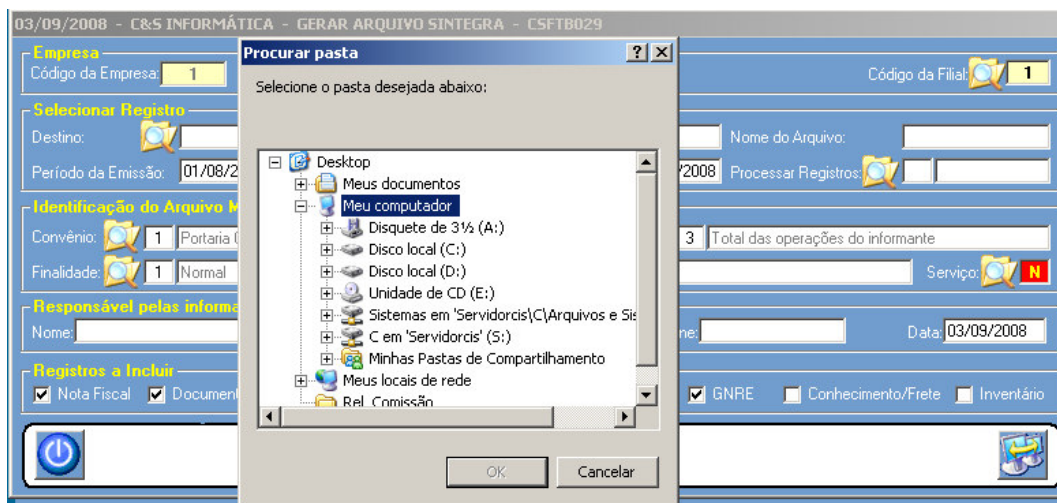 03/09/2008 - C&S INFORMÁTICA - GERAR ARQUIVO SINTEGRA - CSFTB029
Empresa
Código da Empresa: 1
Código da Filial: 1
Selecionar Registro
Destino:
Nome do Arquivo:
Período da Emissão: 01/08/2
/2008 Processar Registros:
Identificação do Arquivo M
Convênio: 1 Portaria
3 Total das operações do informante
Finalidade: 1 Normal
Serviço: N
Responsável pelas informa
Nome:
ne:
Data: 03/09/2008
Registros a Incluir
Nota Fiscal Document
GNRE Conhecimento/Frete Inventário
Procurar pasta
Selecione o pasta desejada abaixo:
Desktop
Meus documentos
Meu computador
Disquete de 3½ (A:)
Disco local (C:)
Disco local (D:)
Unidade de CD (E:)
Sistemas em 'Servidorcis\C\Arquivos e Sis
C em 'Servidorcis' (S:)
Minhas Pastas de Compartilhamento
Meus locais de rede
Rel. Comissão
OK Cancelar